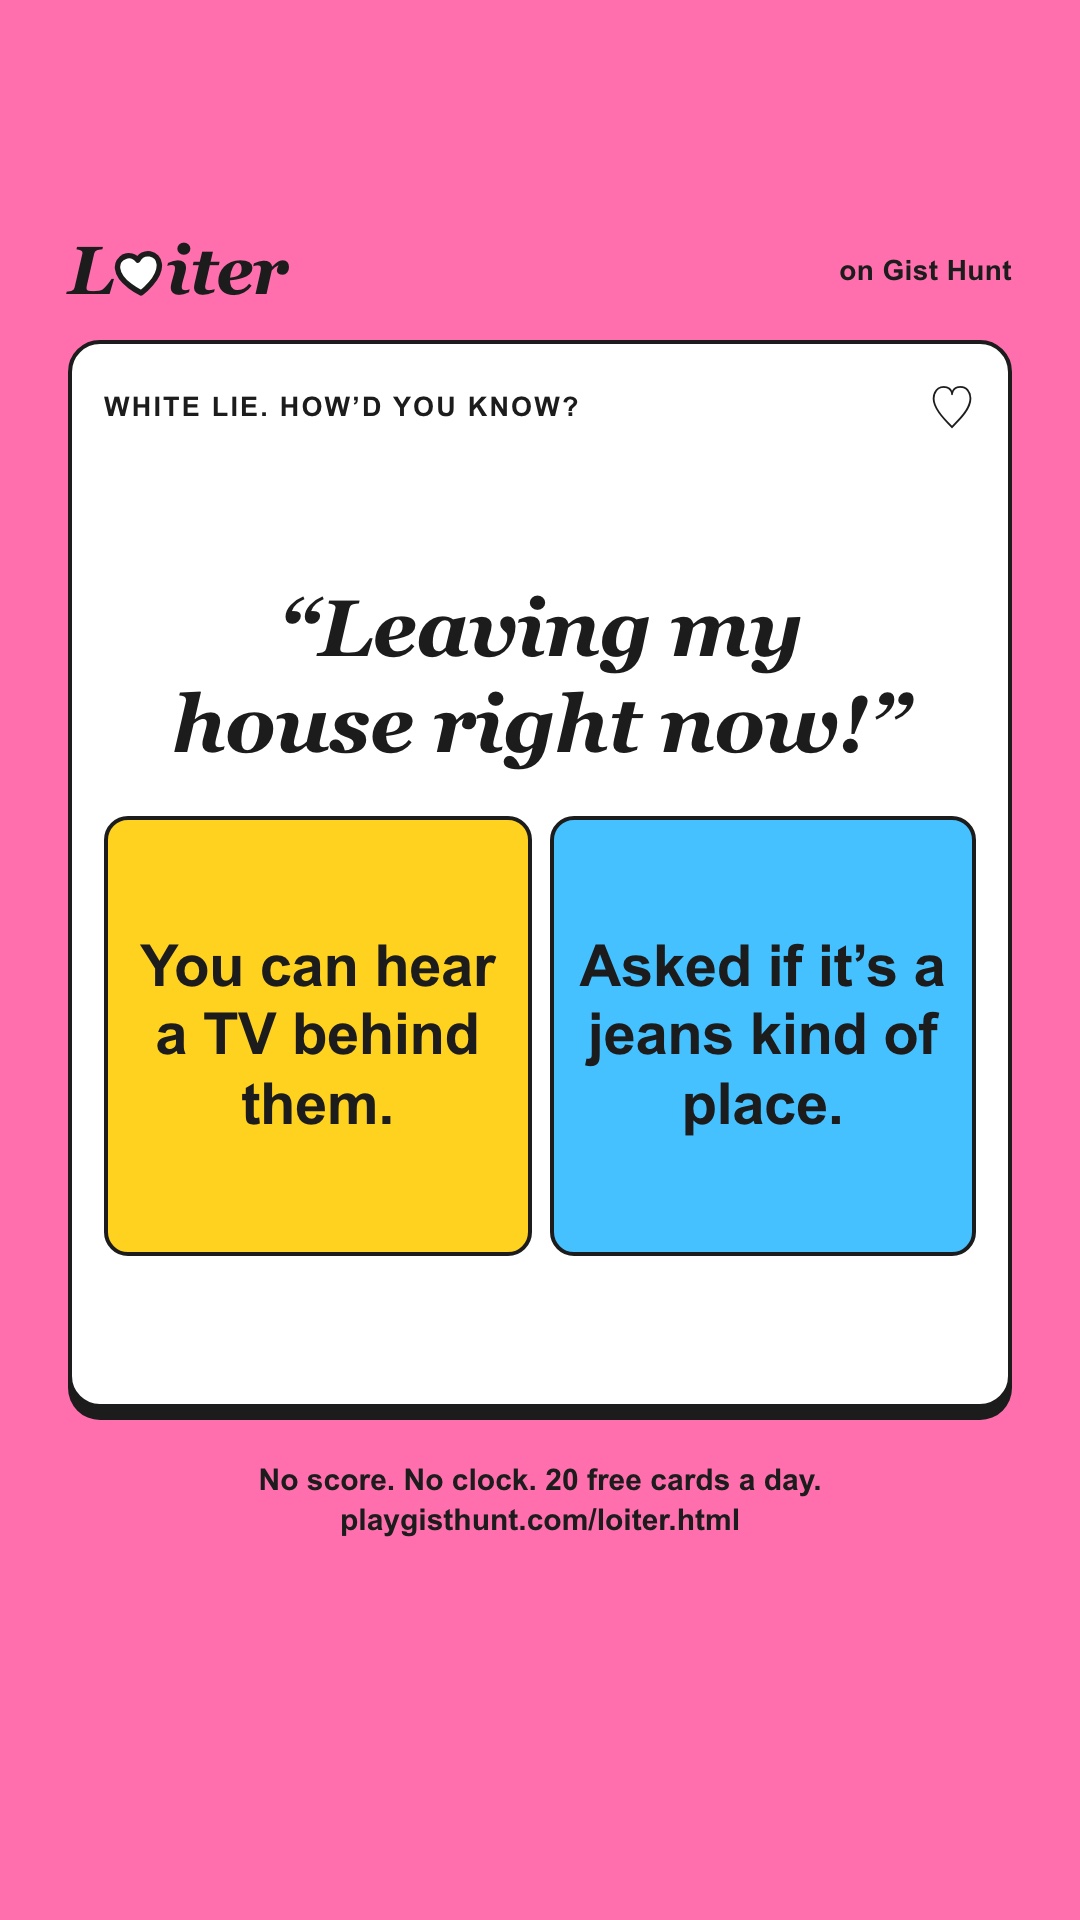 Loiter
on Gist Hunt
WHITE LIE. HOW’D YOU KNOW?
“Leaving my
house right now!”
You can hear
a TV behind
them.
Asked if it’s a
jeans kind of
place.
No score. No clock. 20 free cards a day.
playgisthunt.com/loiter.html